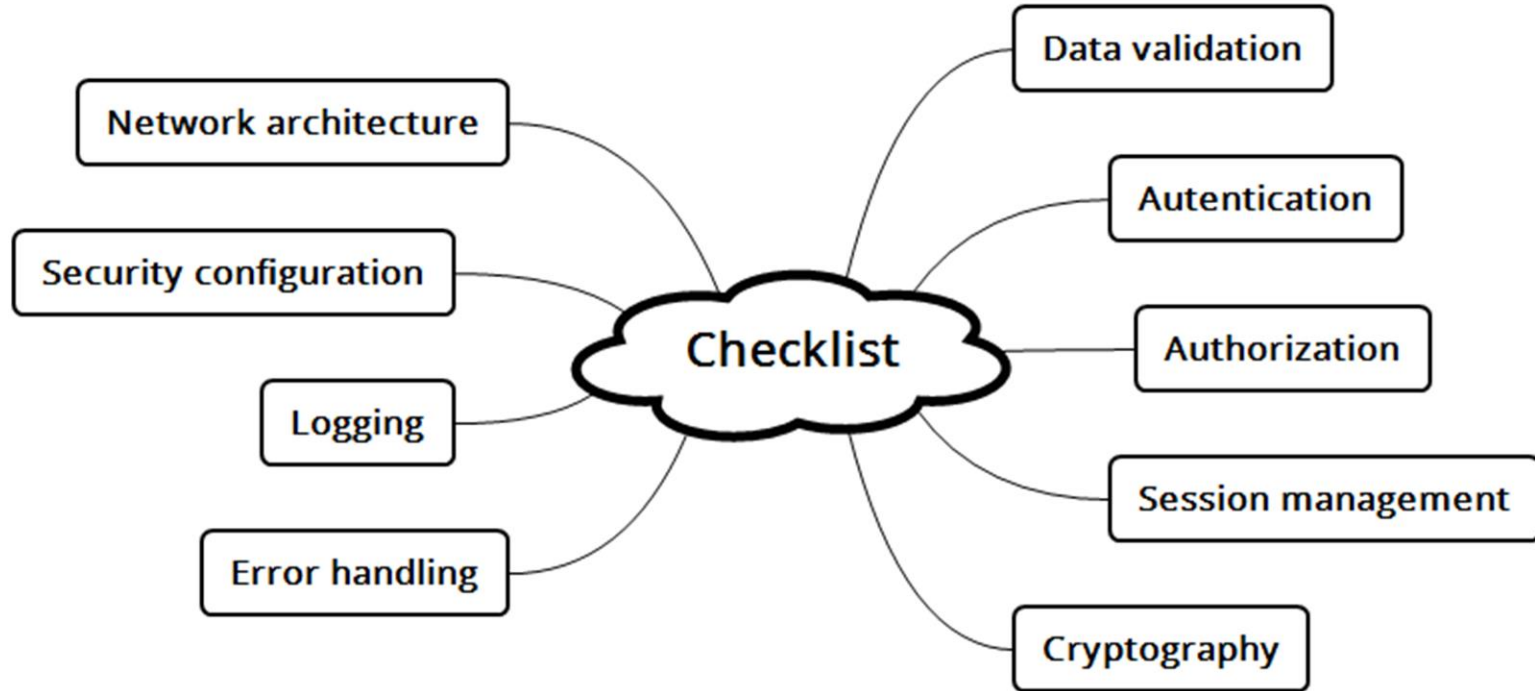 Data validation
Network architecture
Autentication
Security configuration
Checklist
Authorization
Logging
Session management
Error handling
Cryptography